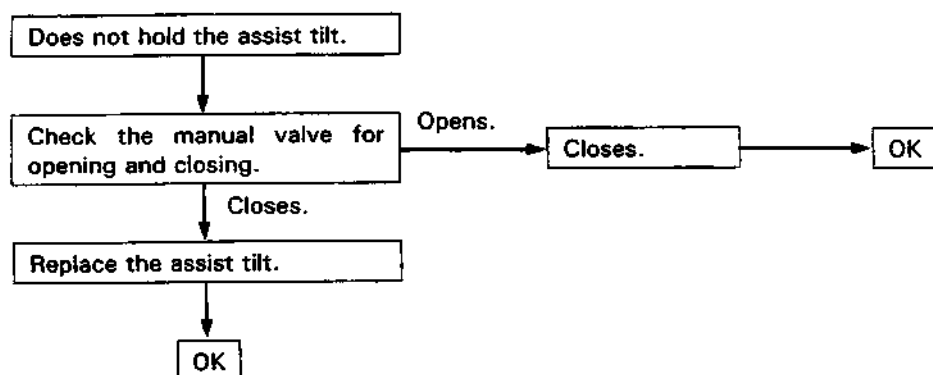 Does not hold the assist tilt.
Check the manual valve for
opening and closing.
Opens.
Closes.
OK
Closes.
Replace the assist tilt.
OK